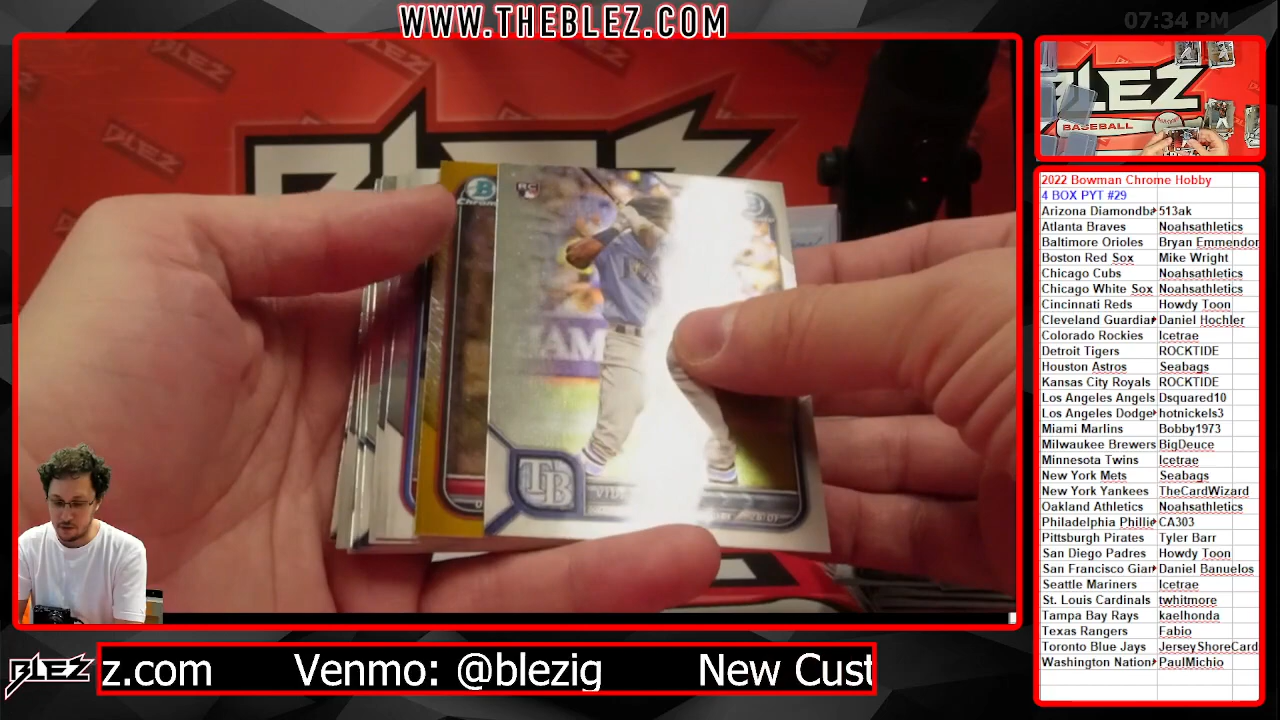 WWW.THEBLEZ.COM
07:34 PM
BLEZ
BLEZ
BASEBALL
Chrome
RC
TB
2022 Bowman Chrome Hobby
4 BOX PYT #29
Arizona Diamondba 513ak
Atlanta Braves Noahsathletics
Baltimore Orioles Bryan Emmendor
Boston Red Sox Mike Wright
Chicago Cubs Noahsathletics
Chicago White Sox Noahsathletics
Cincinnati Reds Howdy Toon
Cleveland Guardia Daniel Hochler
Colorado Rockies Icetrae
Detroit Tigers ROCKTIDE
Houston Astros Seabags
Kansas City Royals ROCKTIDE
Los Angeles Angels Dsquared10
Los Angeles Dodge hotnickels3
Miami Marlins Bobby1973
Milwaukee Brewers BigDeuce
Minnesota Twins Icetrae
New York Mets Seabags
New York Yankees TheCardWizard
Oakland Athletics Noahsathletics
Philadelphia Phillie CA303
Pittsburgh Pirates Tyler Barr
San Diego Padres Howdy Toon
San Francisco Gian Daniel Banuelos
Seattle Mariners Icetrae
St. Louis Cardinals twhitmore
Tampa Bay Rays kaelhonda
Texas Rangers Fabio
Toronto Blue Jays JerseyShoreCard
Washington Nation PaulMichio
BLEZ
z.com Venmo: @blezig New Cust